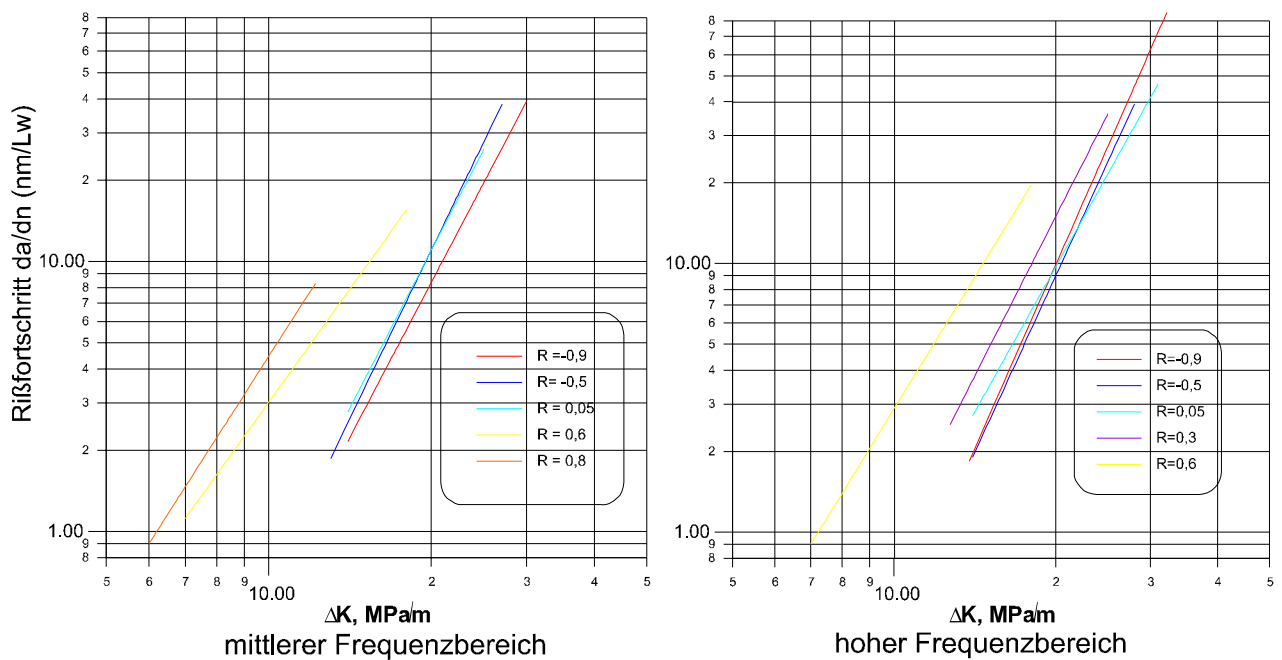 8
7
6
5
4
3
2
10.00
9
8
7
6
5
4
3
2
1.00
9
8
Rißfortschritt da/dn (nm/Lw)
5 6 7 8 9 10.00 2 3 4 5
R =-0,9
R= -0,5
R = 0,05
R = 0,6
R = 0,8
ΔK, MPa/m
mittlerer Frequenzbereich
8
7
6
5
4
3
2
10.00
9
8
7
6
5
4
3
2
1.00
9
8
5 6 7 8 9 10.00 2 3 4 5
R =-0,9
R=-0,5
R=0,05
R=0,3
R=0,6
ΔK, MPa/m
hoher Frequenzbereich